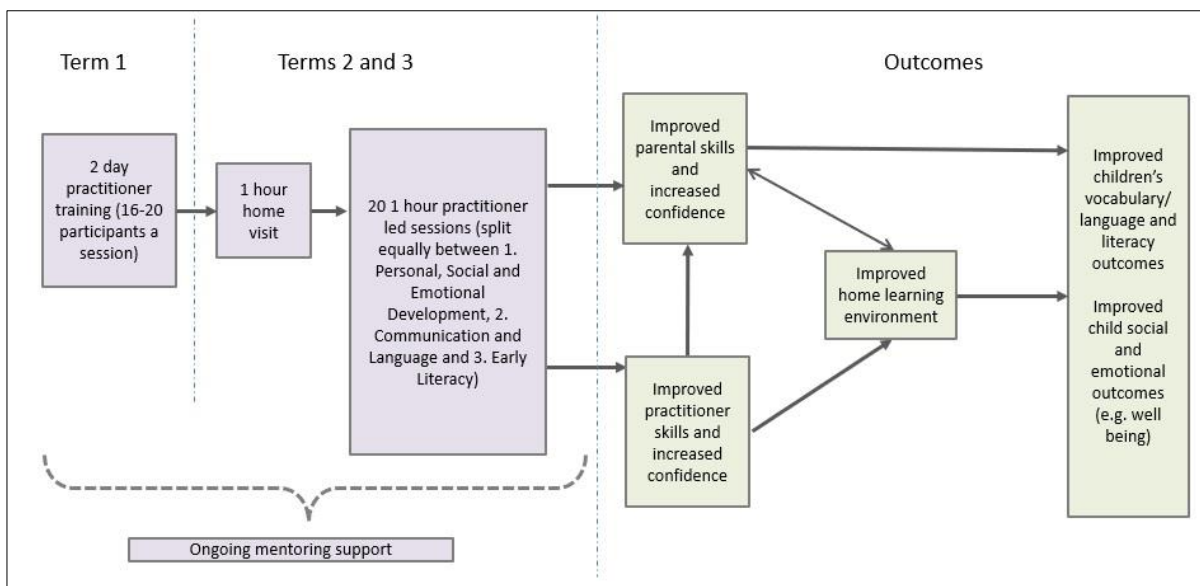 Term 1
Terms 2 and 3
Outcomes
2 day
practitioner
training (16-20
participants a
session)
1 hour
home
visit
20 1 hour practitioner
led sessions (split
equally between 1.
Personal, Social and
Emotional
Development, 2.
Communication and
Language and 3. Early
Literacy)
Improved
parental skills
and
increased
confidence
Improved
practitioner
skills and
increased
confidence
Improved
home learning
environment
Improved
children’s
vocabulary/
language and
literacy
outcomes
Improved
child social
and
emotional
outcomes
(e.g. well
being)
Ongoing mentoring support